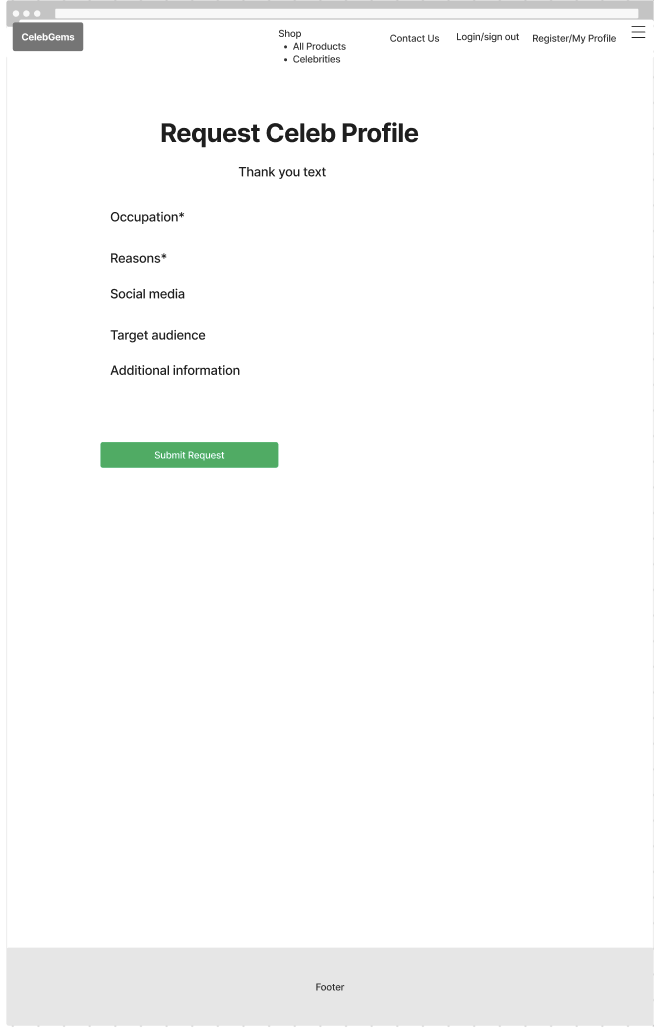 CelebGems
Shop
• All Products
• Celebrities
Contact Us
Login/sign out
Register/My Profile
Request Celeb Profile
Thank you text
Occupation*
Reasons*
Social media
Target audience
Additional information
Submit Request
Footer